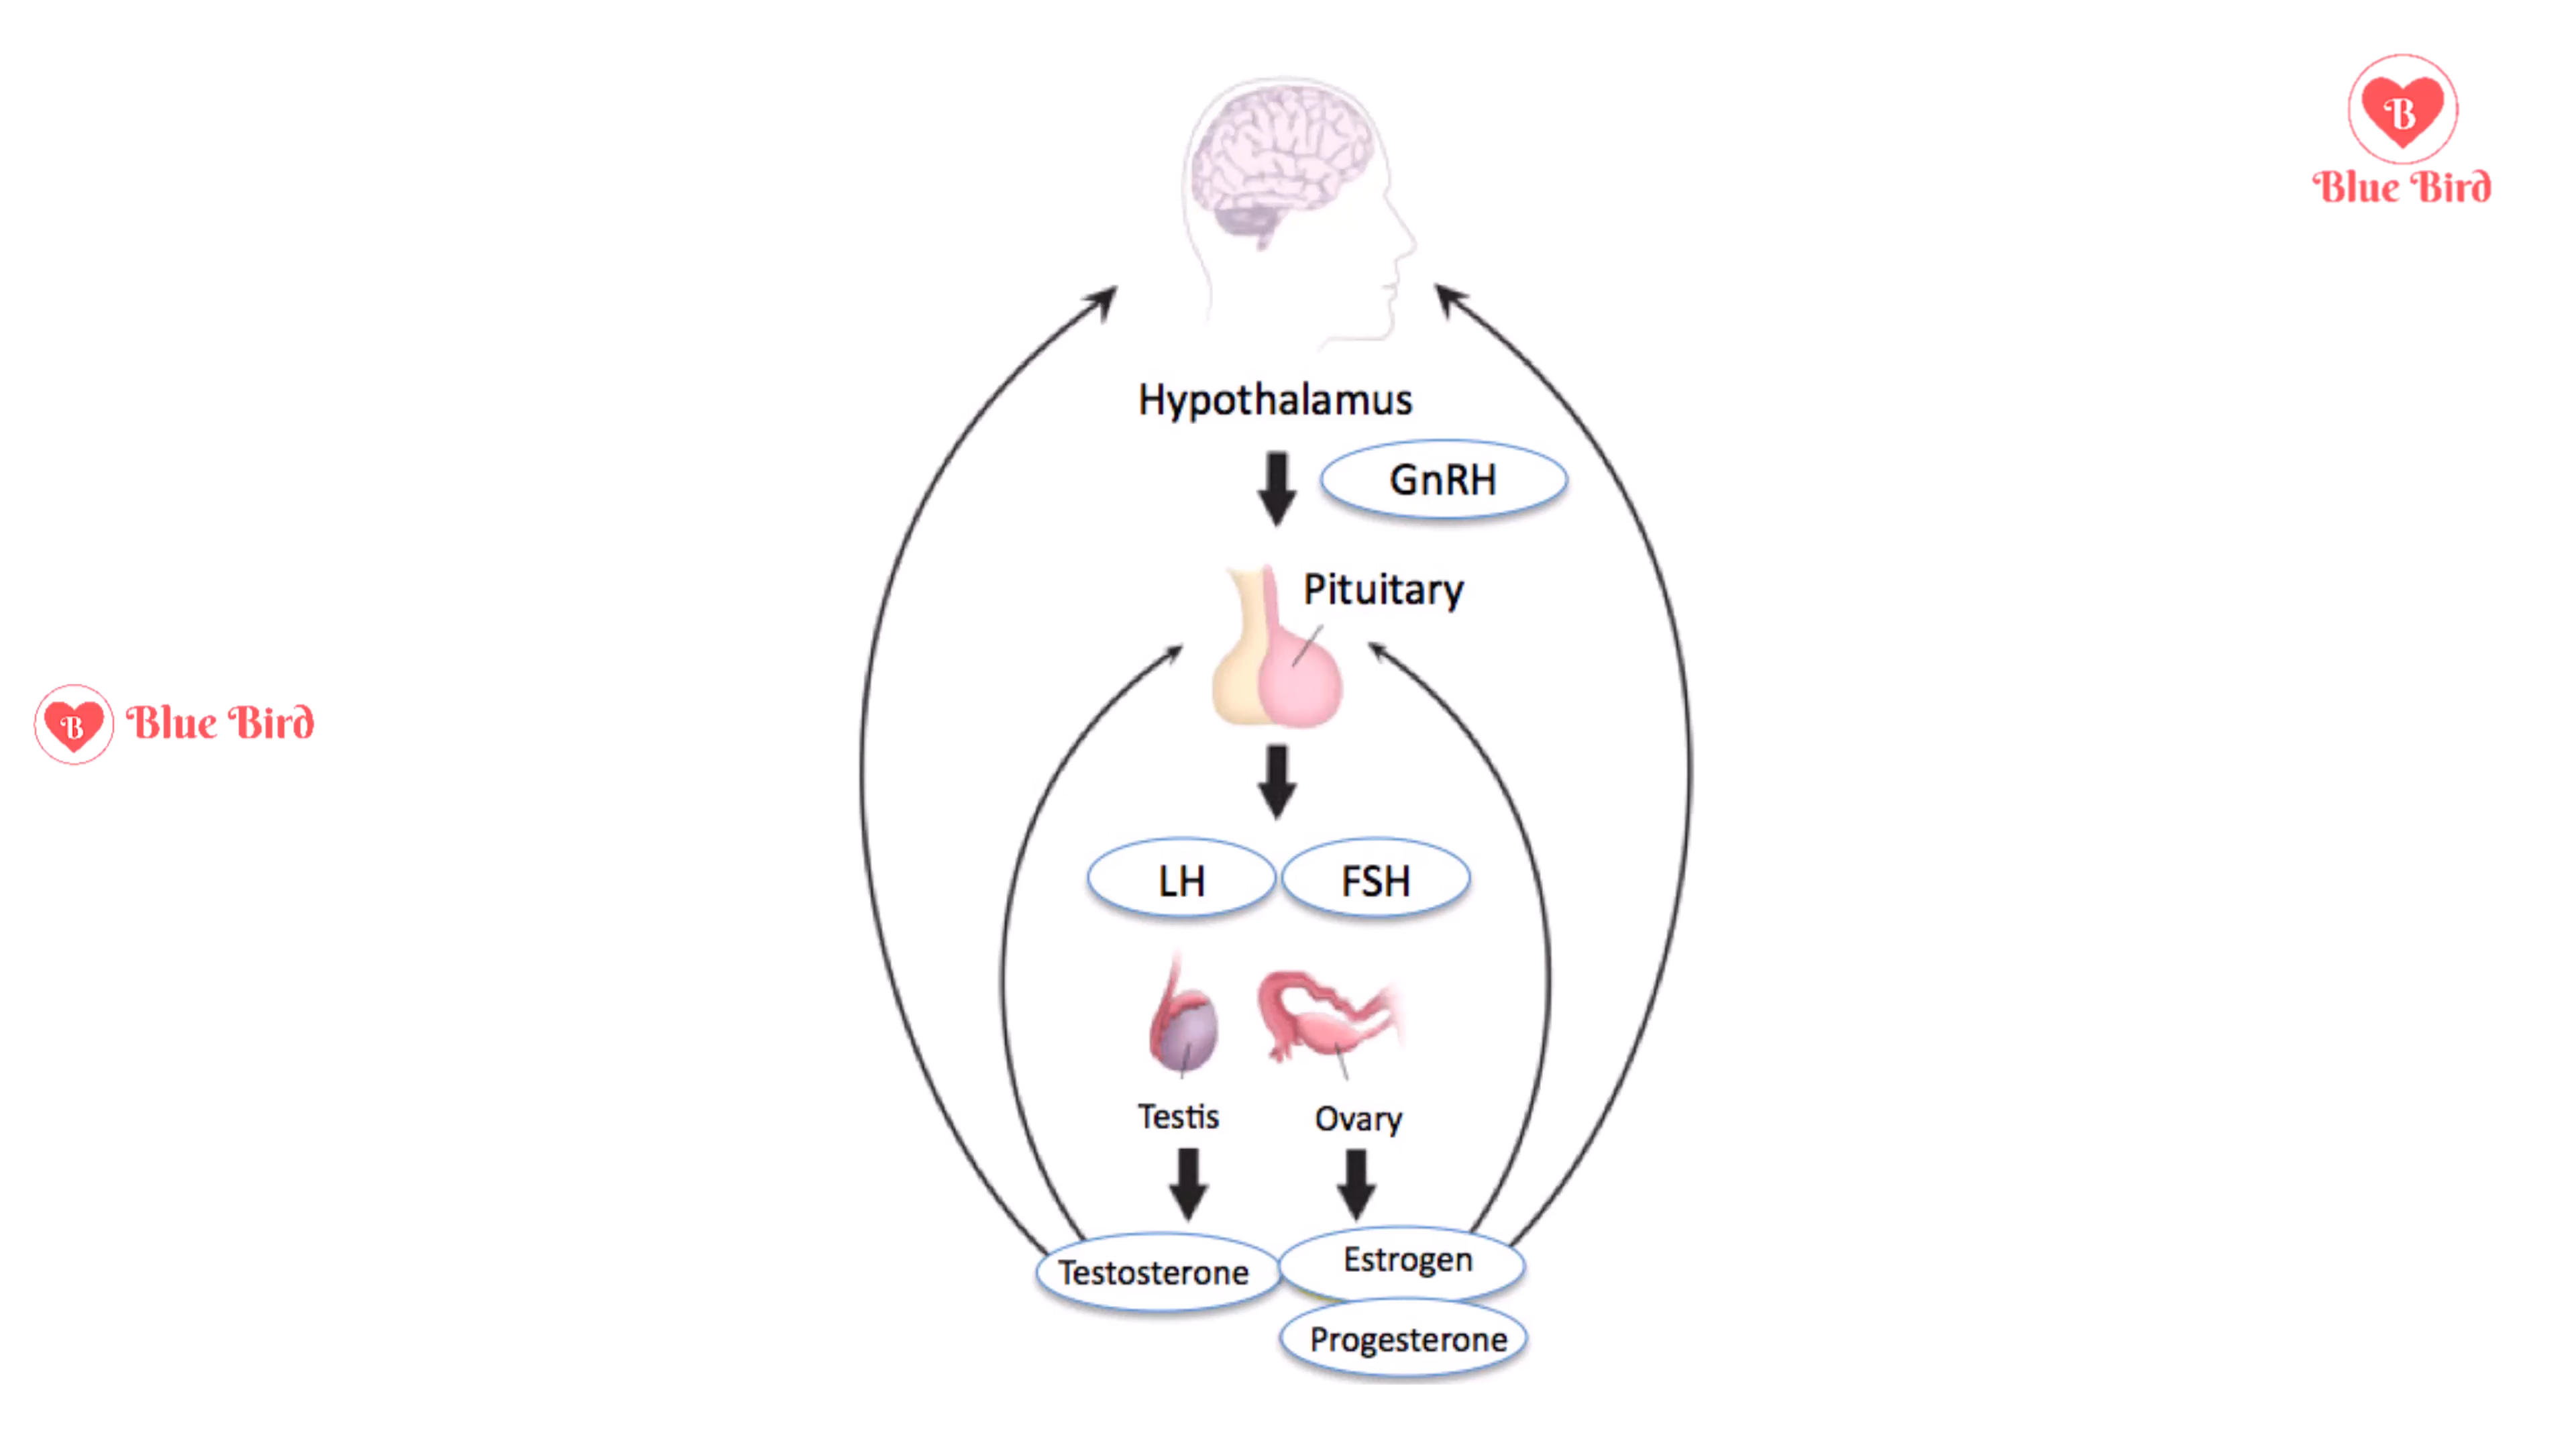 B
Blue Bird
Hypothalamus
GnRH
Pituitary
B Blue Bird
LH FSH
Testis Ovary
Testosterone Estrogen
Progesterone